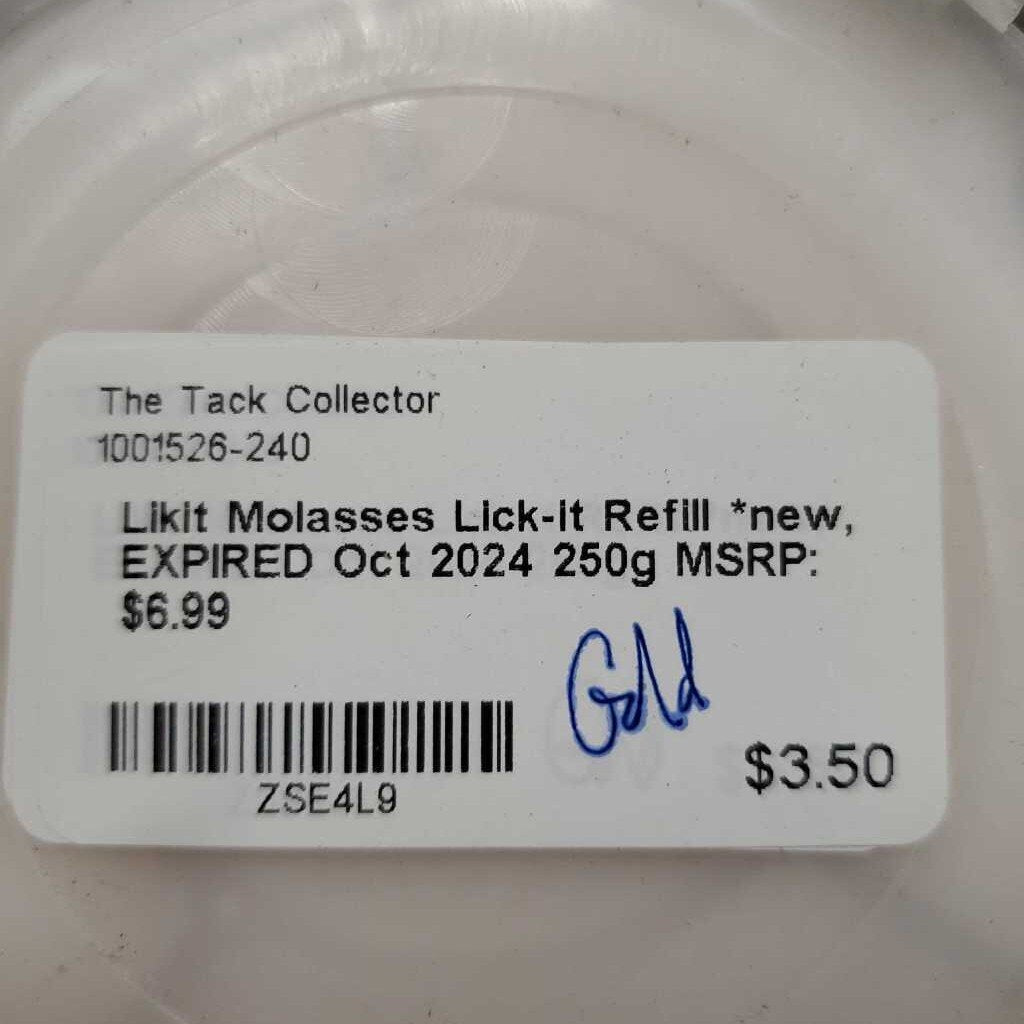 The Tack Collector
1001526-240
Likit Molasses Lick-it Refill *new,
EXPIRED Oct 2024 250g MSRP:
$6.99
Gold
$3.50
ZSE4L9